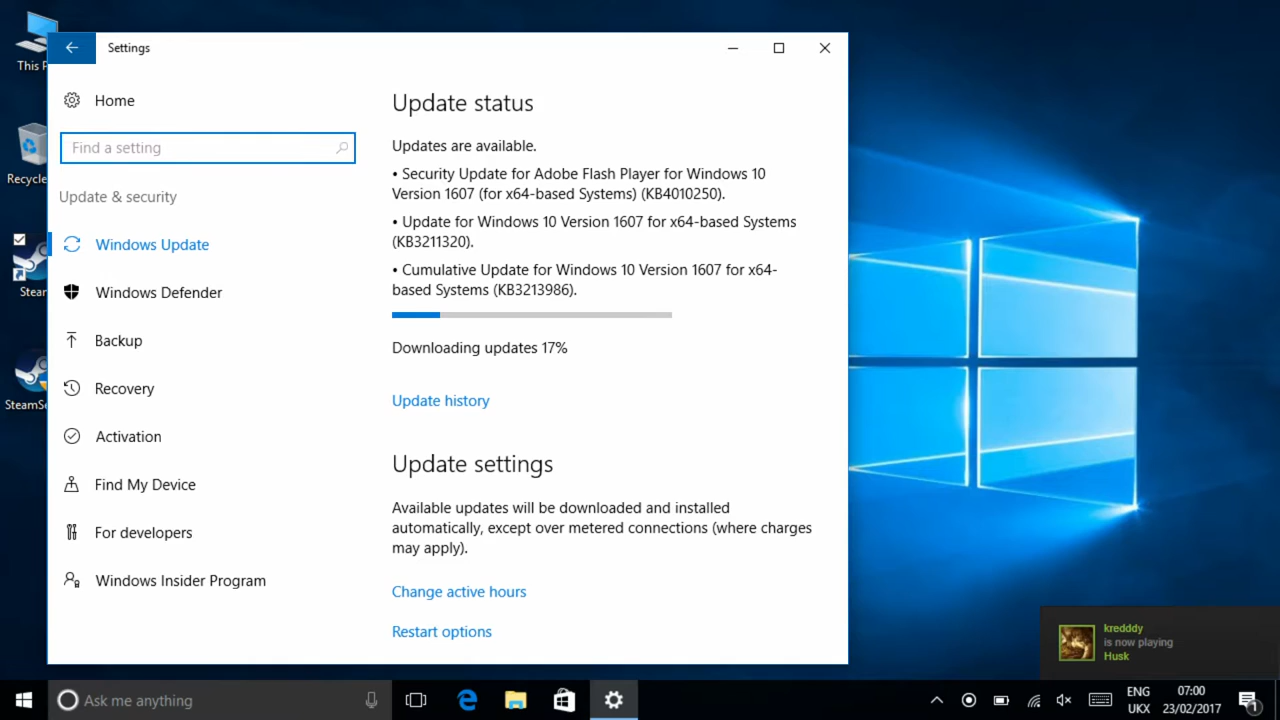 This P
Recycle
Stear
SteamSe
Settings
Home
Find a setting
Update & security
Windows Update
Windows Defender
Backup
Recovery
Activation
Find My Device
For developers
Windows Insider Program
Update status
Updates are available.
• Security Update for Adobe Flash Player for Windows 10
Version 1607 (for x64-based Systems) (KB4010250).
• Update for Windows 10 Version 1607 for x64-based Systems
(KB3211320).
• Cumulative Update for Windows 10 Version 1607 for x64-
based Systems (KB3213986).
Downloading updates 17%
Update history
Update settings
Available updates will be downloaded and installed
automatically, except over metered connections (where charges
may apply).
Change active hours
Restart options
kredddy
is now playing
Husk
Ask me anything
ENG
UKX
07:00
23/02/2017
1